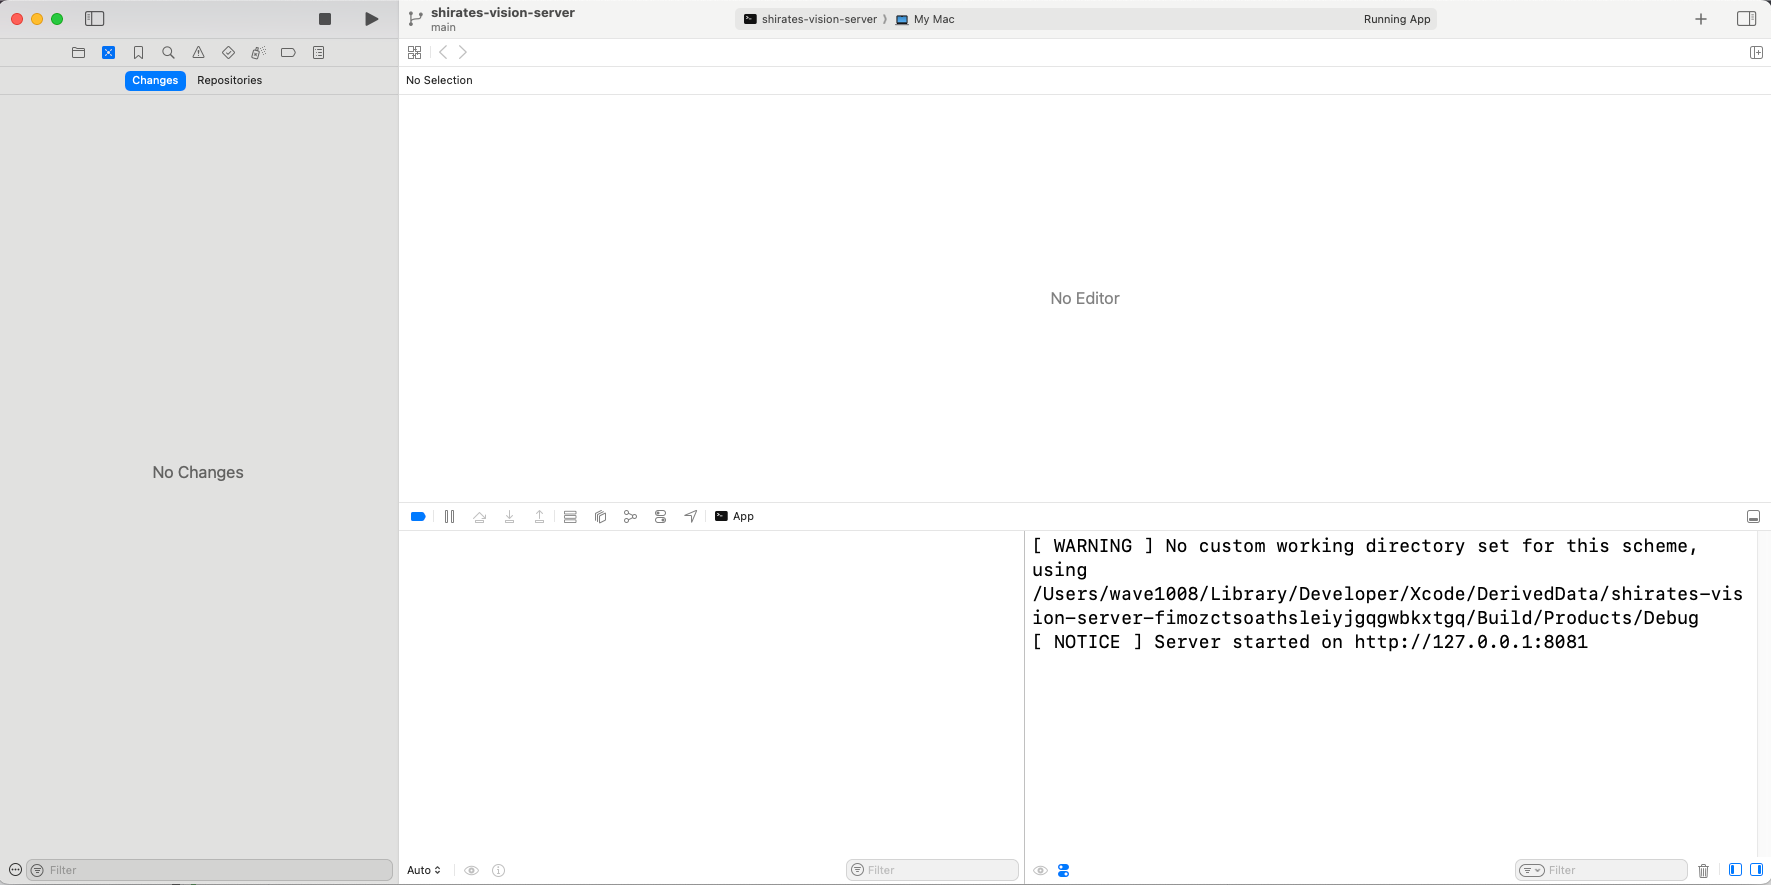 shirates-vision-server
main
shirates-vision-server
My Mac
Running App
Changes
Repositories
No Selection
No Editor
No Changes
App
[ WARNING ] No custom working directory set for this scheme,
using
/Users/wave1008/Library/Developer/Xcode/DerivedData/shirates-vis
ion-server-fimozctsoathsleiyjgqgwbkxtgq/Build/Products/Debug
[ NOTICE ] Server started on http://127.0.0.1:8081
Filter
Auto
Filter
Filter